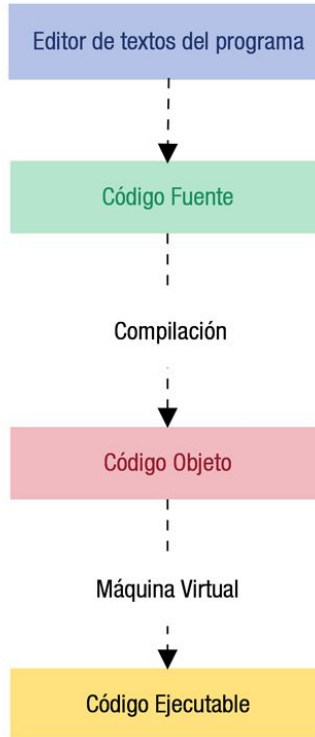 Editor de textos del programa
Código Fuente
Compilación
Código Objeto
Máquina Virtual
Código Ejecutable